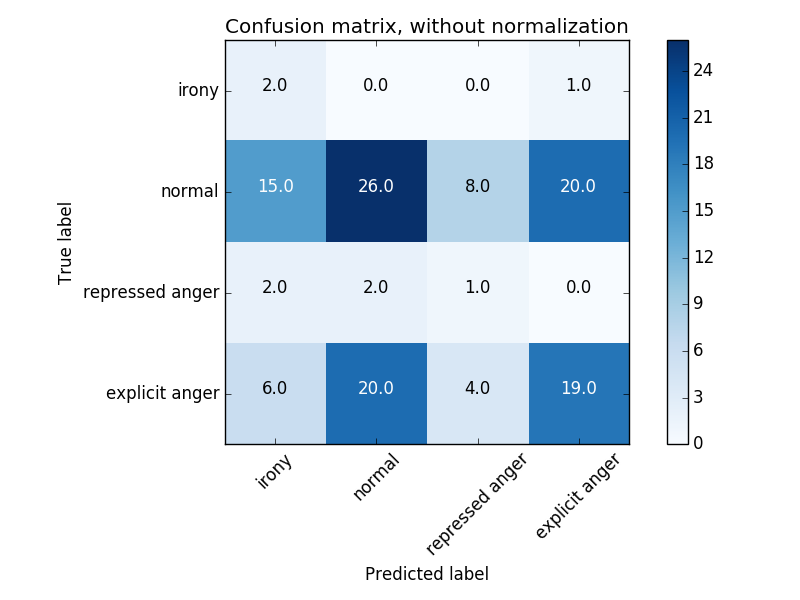 Confusion matrix, without normalization
irony 2.0 0.0 0.0 1.0
normal 15.0 26.0 8.0 20.0
repressed anger 2.0 2.0 1.0 0.0
explicit anger 6.0 20.0 4.0 19.0
irony normal repressed anger explicit anger
True label
Predicted label
24
21
18
15
12
9
6
3
0